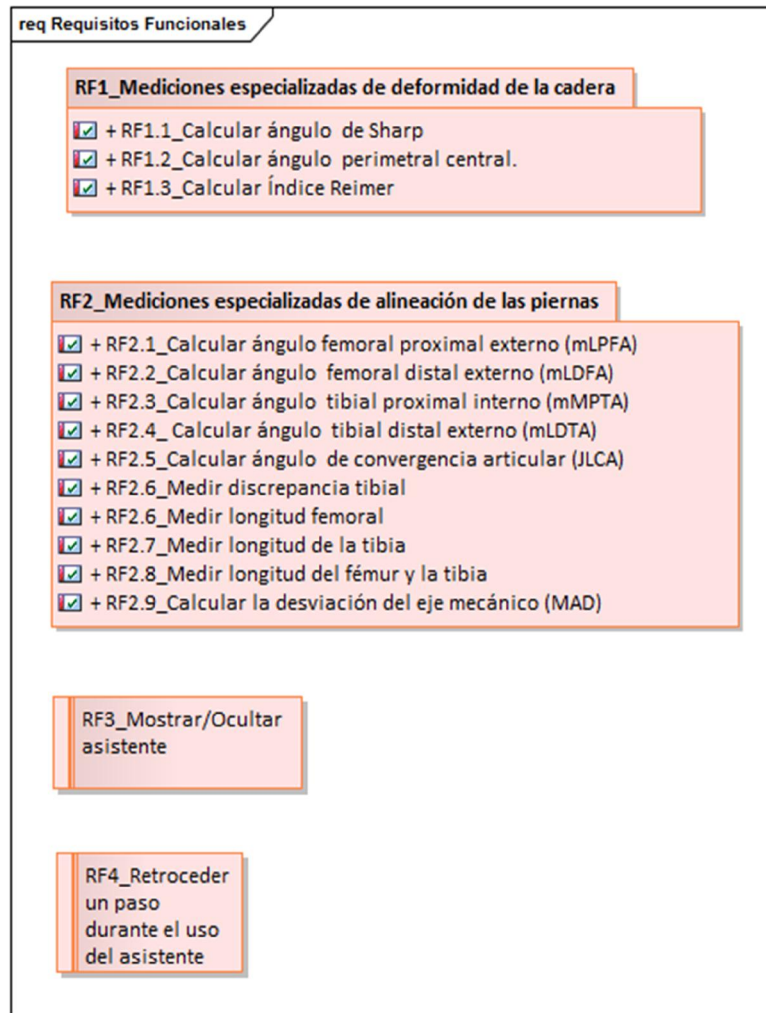 req Requisitos Funcionales
RF1_Mediciones especializadas de deformidad de la cadera
+ RF1.1_Calcular ángulo de Sharp
+ RF1.2_Calcular ángulo perimetral central.
+ RF1.3_Calcular Índice Reimer
RF2_Mediciones especializadas de alineación de las piernas
+ RF2.1_Calcular ángulo femoral proximal externo (mLPFA)
+ RF2.2_Calcular ángulo femoral distal externo (mLDFA)
+ RF2.3_Calcular ángulo tibial proximal interno (mMPTA)
+ RF2.4_ Calcular ángulo tibial distal externo (mLDTA)
+ RF2.5_Calcular ángulo de convergencia articular (JLCA)
+ RF2.6_Medir discrepancia tibial
+ RF2.6_Medir longitud femoral
+ RF2.7_Medir longitud de la tibia
+ RF2.8_Medir longitud del fémur y la tibia
+ RF2.9_Calcular la desviación del eje mecánico (MAD)
RF3_Mostrar/Ocultar
asistente
RF4_Retroceder
un paso
durante el uso
del asistente